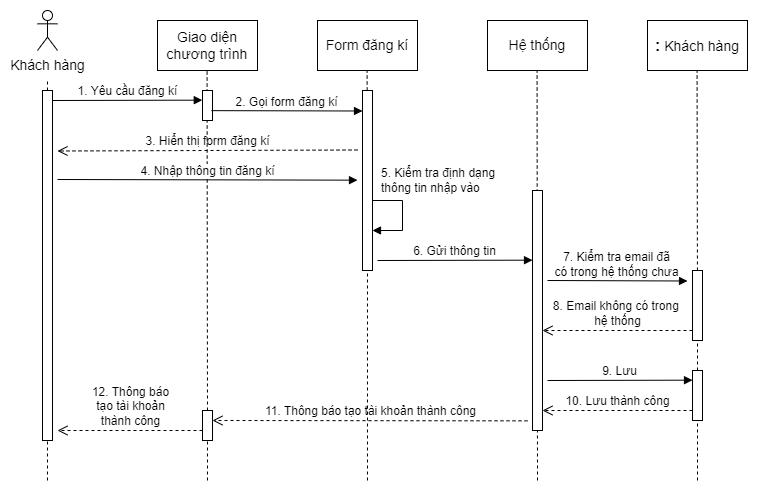 Khách hàng
Giao diện
chương trình
Form đăng kí
Hệ thống
: Khách hàng
1. Yêu cầu đăng kí
2. Gọi form đăng kí
3. Hiển thị form đăng kí
4. Nhập thông tin đăng kí
5. Kiểm tra định dạng
thông tin nhập vào
6. Gửi thông tin
7. Kiểm tra email đã
có trong hệ thống chưa
8. Email không có trong
hệ thống
9. Lưu
10. Lưu thành công
11. Thông báo tạo tài khoản thành công
12. Thông báo
tạo tài khoản
thành công